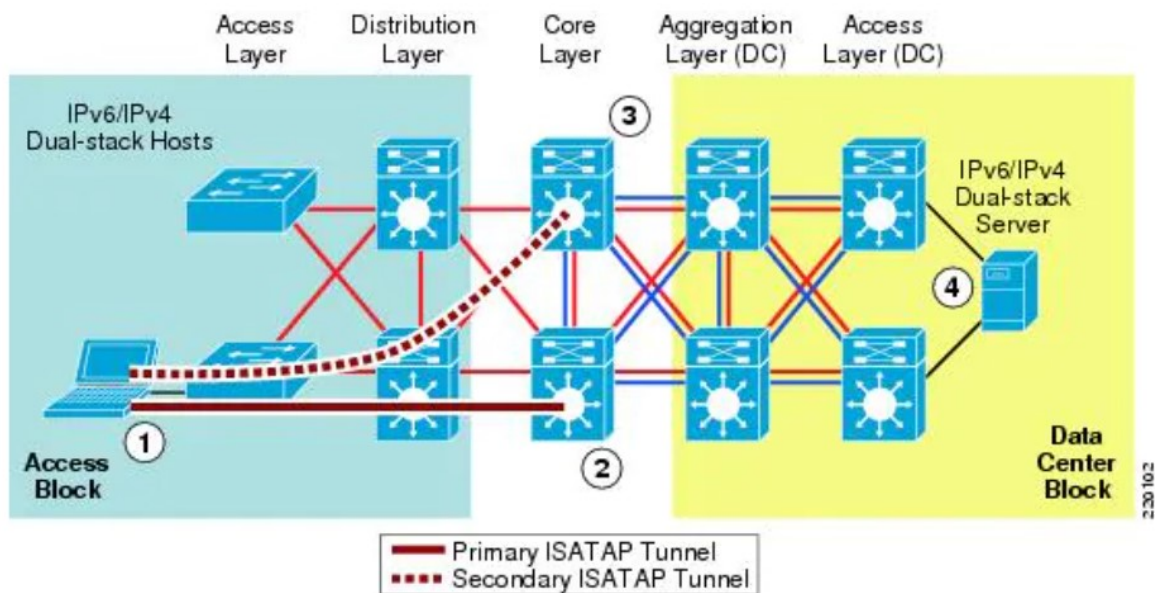 Access Layer
Distribution Layer
Core Layer
Aggregation Layer (DC)
Access Layer (DC)
IPv6/IPv4
Dual-stack Hosts
3
IPv6/IPv4
Dual-stack
Server
4
1
2
Access
Block
Data
Center
Block
220102
Primary ISATAP Tunnel
Secondary ISATAP Tunnel